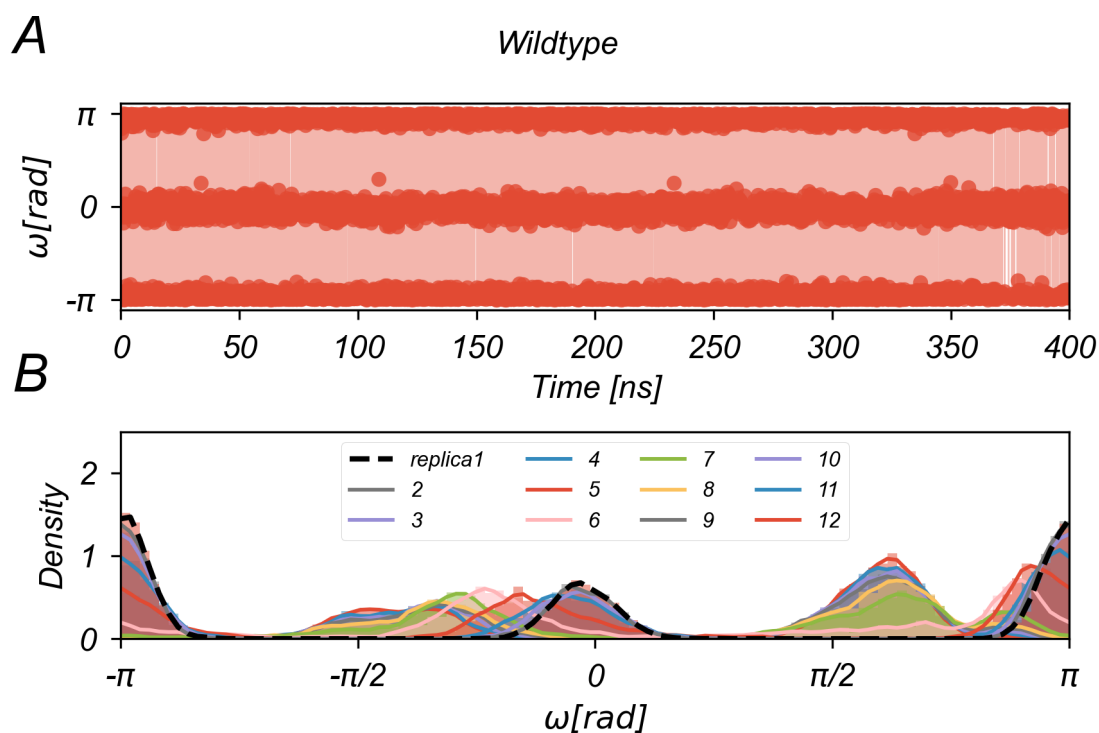 A
Wildtype
π
0
-π
ω[rad]
0 50 100 150 200 250 300 350 400
Time [ns]
B
2
1
0
Density
replica1 4 7 10
2 5 8 11
3 6 9 12
-π -π/2 0 π/2 π
ω[rad]